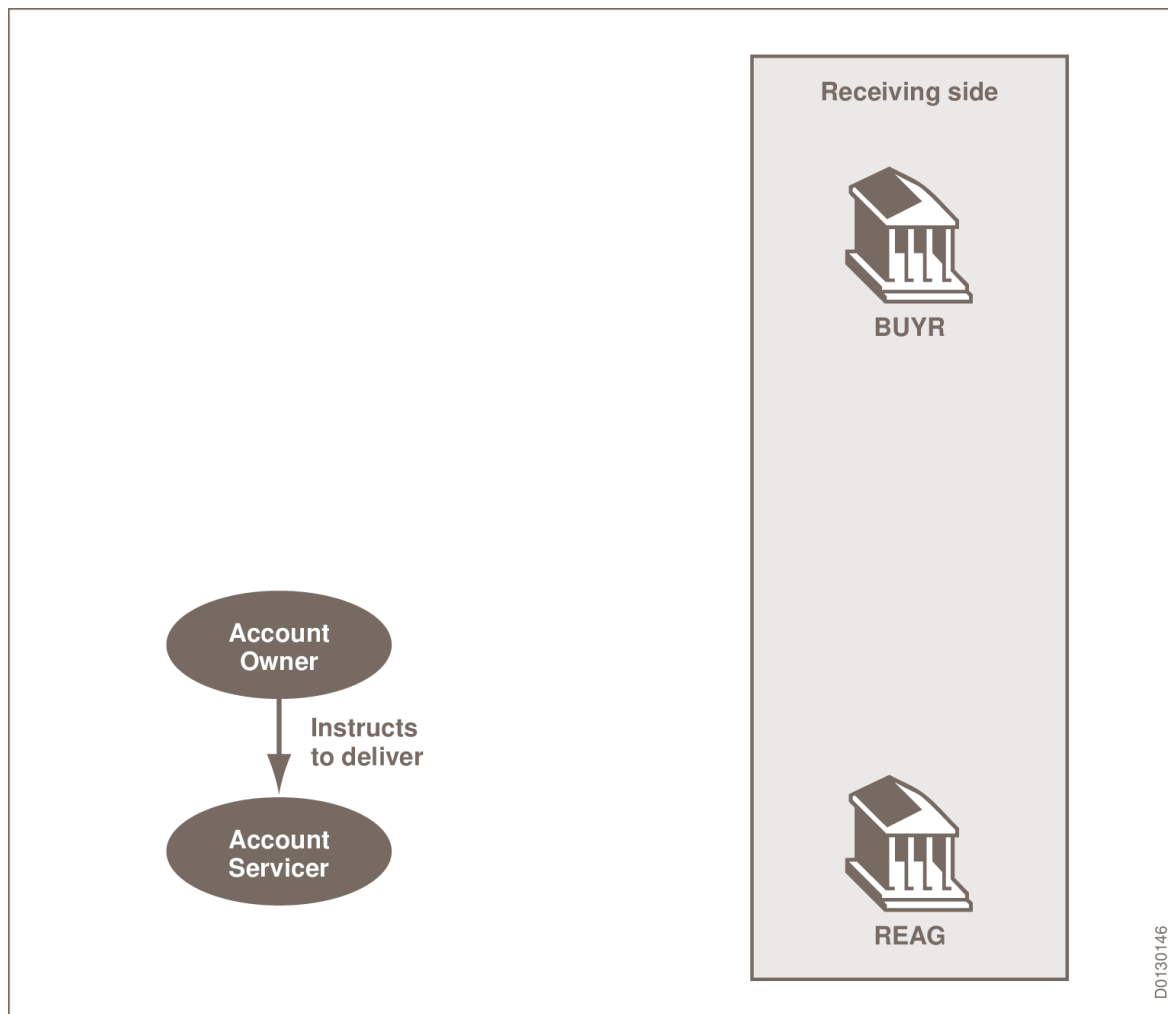 Receiving side
BUYR
Account
Owner
Instructs
to deliver
Account
Servicer
REAG
D0130146